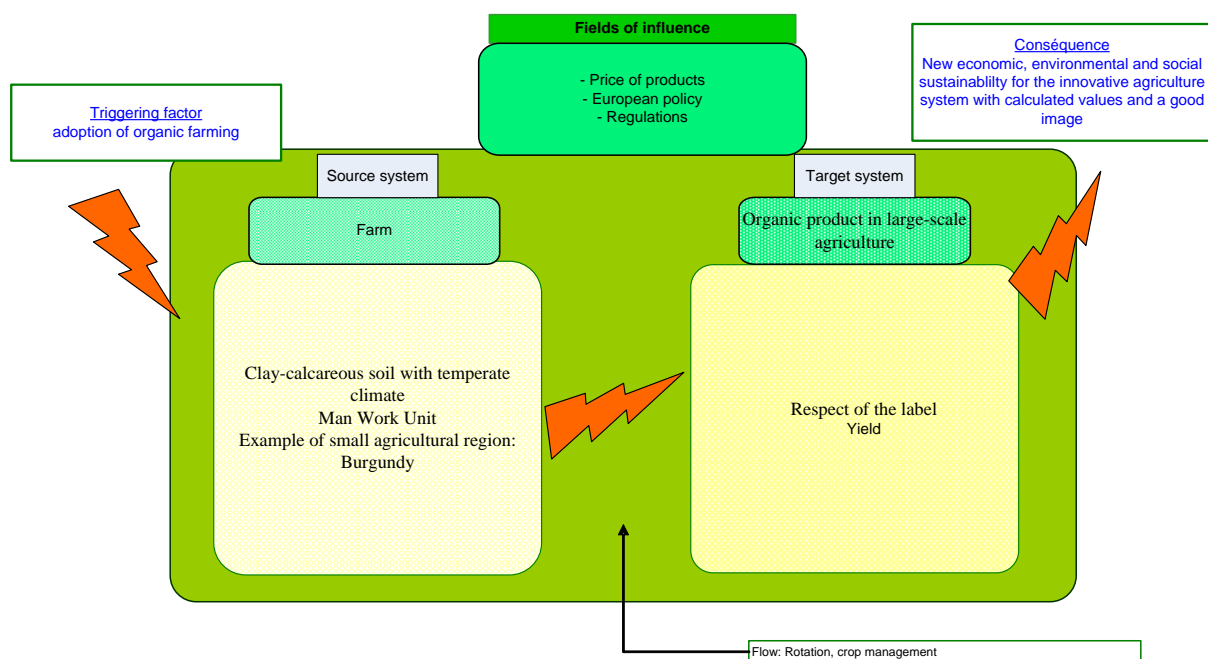 Fields of influence
- Price of products
- European policy
- Regulations
Triggering factor
adoption of organic farming
Conséquence
New economic, environmental and social
sustainablilty for the innovative agriculture
system with calculated values and a good
image
Source system
Farm
Clay-calcareous soil with temperate
climate
Man Work Unit
Example of small agricultural region:
Burgundy
Target system
Organic product in large-scale
agriculture
Respect of the label
Yield
Flow: Rotation, crop management